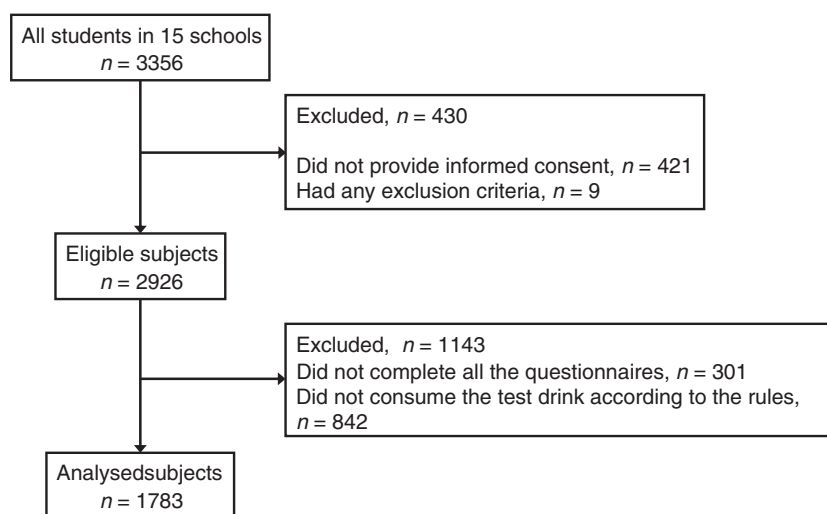 All students in 15 schools
n = 3356
Excluded, n = 430
Did not provide informed consent, n = 421
Had any exclusion criteria, n = 9
Eligible subjects
n = 2926
Excluded, n = 1143
Did not complete all the questionnaires, n = 301
Did not consume the test drink according to the rules,
n = 842
Analysedsubjects
n = 1783